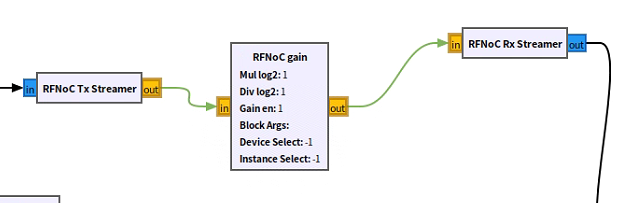 in RFNoC Tx Streamer out
RFNoC gain
Mul log2: 1
Div log2: 1
Gain en: 1
Block Args:
Device Select: -1
Instance Select: -1
in
out
in RFNoC Rx Streamer out